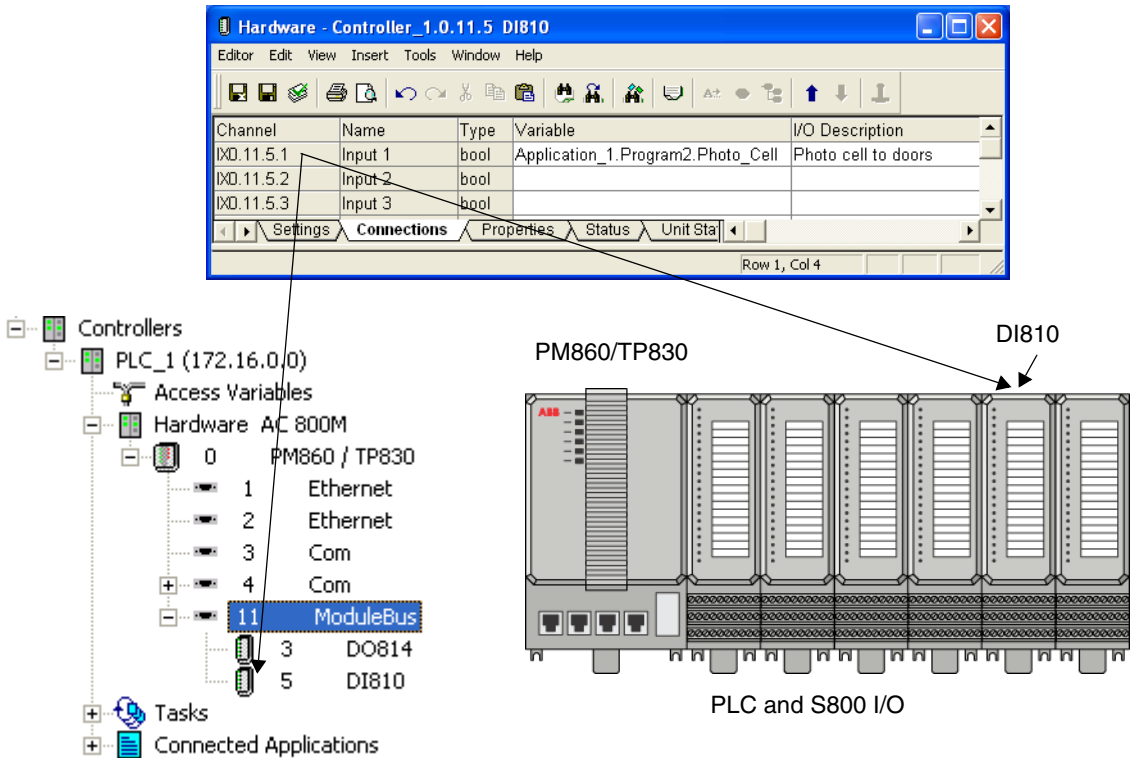 Hardware - Controller_1.0.11.5 DI810
Editor Edit View Insert Tools Window Help
Channel Name Type Variable I/O Description
IX0.11.5.1 Input 1 bool Application_1.Program2.Photo_Cell Photo cell to doors
IX0.11.5.2 Input 2 bool
IX0.11.5.3 Input 3 bool
Settings Connections Properties Status Unit Sta
Row 1, Col 4
Controllers
PLC_1 (172.16.0.0)
Access Variables
Hardware AC 800M
0 PM860 / TP830
1 Ethernet
2 Ethernet
3 Com
4 Com
11 ModuleBus
3 DO814
5 DI810
Tasks
Connected Applications
PM860/TP830
DI810
ABB
PLC and S800 I/O